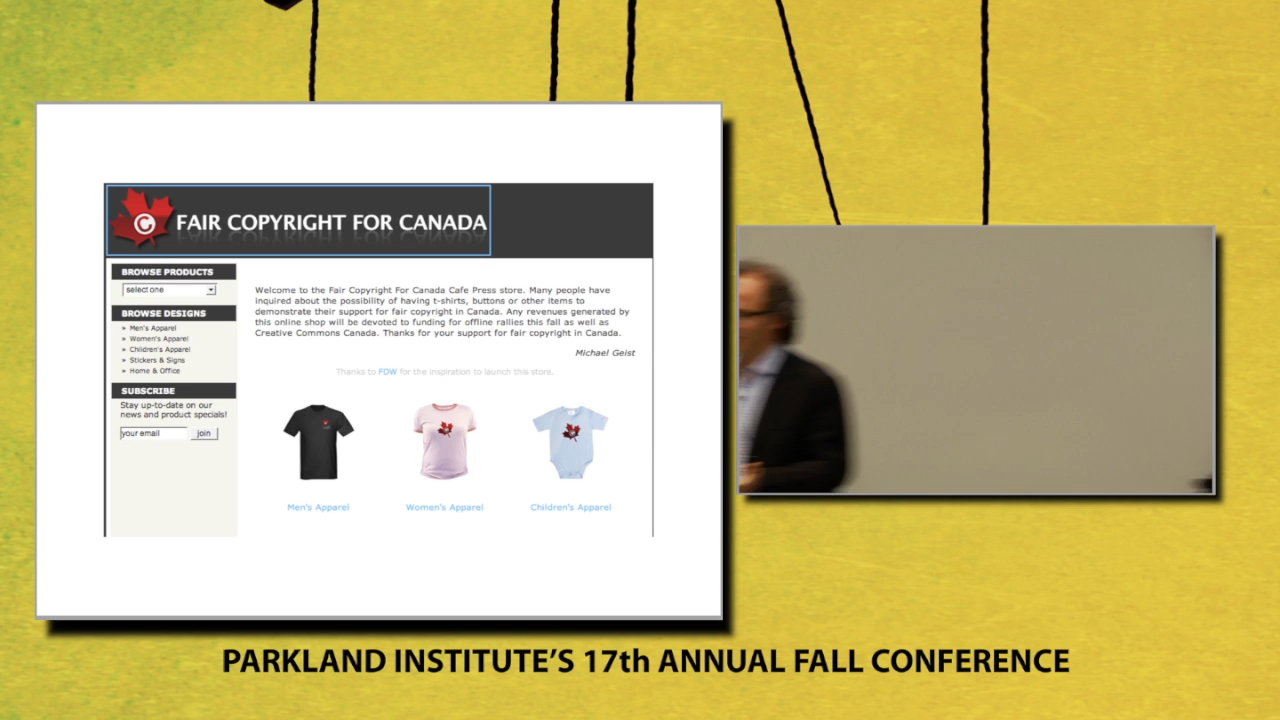 FAIR COPYRIGHT FOR CANADA
BROWSE PRODUCTS
select one
BROWSE DESIGNS
» Men's Apparel
» Women's Apparel
» Children's Apparel
» Stickers & Signs
» Home & Office
SUBSCRIBE
Stay up-to-date on our
news and product specials!
your email
join
Welcome to the Fair Copyright For Canada Cafe Press store. Many people have
inquired about the possibility of having t-shirts, buttons or other items to
demonstrate their support for fair copyright in Canada. Any revenues generated by
this online shop will be devoted to funding for offline rallies this fall as well as
Creative Commons Canada. Thanks for your support for fair copyright in Canada.
Michael Geist
Thanks to FDW for the inspiration to launch this store.
Men's Apparel
Women's Apparel
Children's Apparel
PARKLAND INSTITUTE'S 17th ANNUAL FALL CONFERENCE